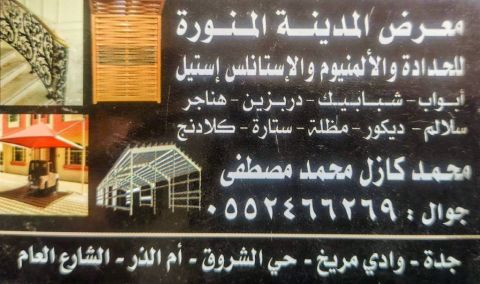 معرض المدينة المنورة
للحدادة والألمنيوم والإستانلس إستيل
أبواب - شبابيك - دربزين - هناجر
سلالم - ديكور - مظلة - ستارة - كلادنج
محمد كازل محمد مصطفى
جوال : ٠٥٥٢٤٦٦٢٦٩
جدة - وادي مريخ - حي الشروق - أم الذر - الشارع العام